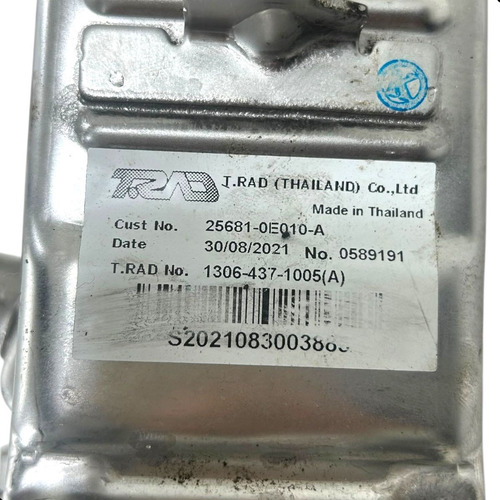 T.RAD T.RAD (THAILAND) Co.,Ltd
Made in Thailand
Cust No. 25681-0E010-A
Date 30/08/2021 No. 0589191
T.RAD No. 1306-437-1005(A)